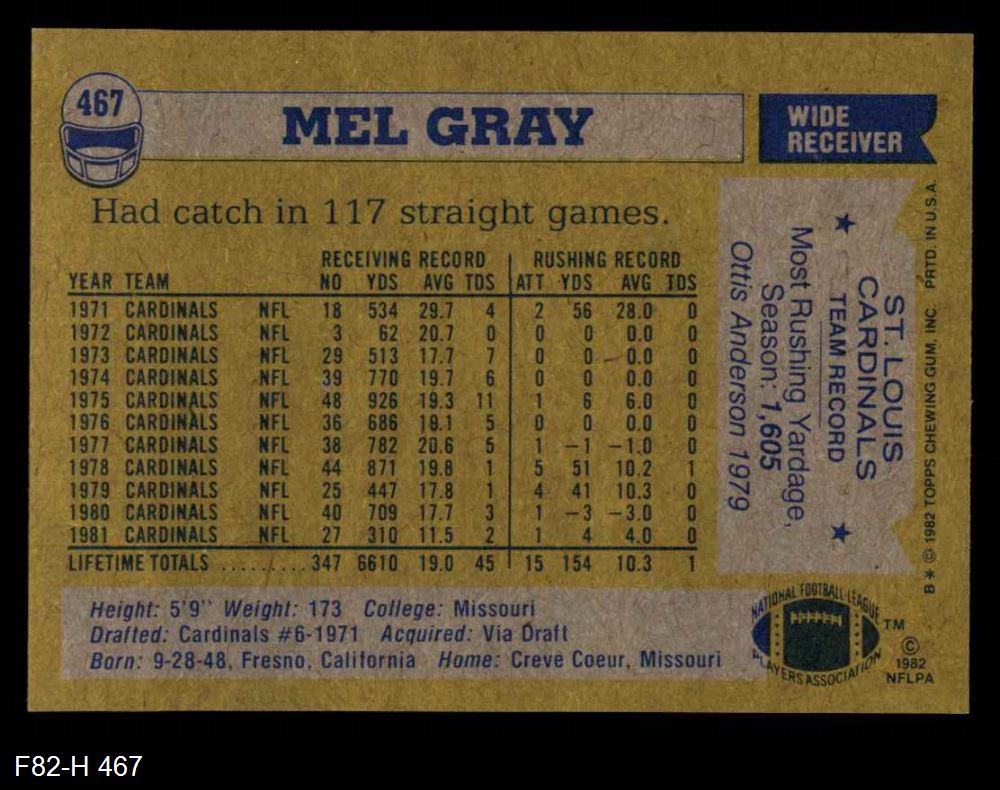 467
MEL GRAY
WIDE
RECEIVER
Had catch in 117 straight games.
RECEIVING RECORD RUSHING RECORD
YEAR TEAM NO YDS AVG TDS ATT YDS AVG TDS
1971 CARDINALS NFL 18 534 29.7 4 2 56 28.0 0
1972 CARDINALS NFL 3 62 20.7 0 0 0 0.0 0
1973 CARDINALS NFL 29 513 17.7 7 0 0 0.0 0
1974 CARDINALS NFL 39 770 19.7 6 0 0 0.0 0
1975 CARDINALS NFL 48 926 19.3 11 1 6 6.0 0
1976 CARDINALS NFL 36 686 19.1 5 0 0 0.0 0
1977 CARDINALS NFL 38 782 20.6 5 1 –1 –1.0 0
1978 CARDINALS NFL 44 871 19.8 1 5 51 10.2 1
1979 CARDINALS NFL 25 447 17.8 1 4 41 10.3 0
1980 CARDINALS NFL 40 709 17.7 3 1 –3 –3.0 0
1981 CARDINALS NFL 27 310 11.5 2 1 4 4.0 0
LIFETIME TOTALS .........347 6610 19.0 45 15 154 10.3 1
Height: 5'9" Weight: 173 College: Missouri
Drafted: Cardinals #6-1971 Acquired: Via Draft
Born: 9-28-48, Fresno, California Home: Creve Coeur, Missouri
ST. LOUIS
CARDINALS
★ TEAM RECORD ★
Most Rushing Yardage,
Season: 1,605
Ottis Anderson 1979
B★ © 1982 TOPPS CHEWING GUM, INC. PRTD. IN U.S.A.
NATIONAL FOOTBALL LEAGUE
PLAYERS ASSOCIATION
TM
©
1982
NFLPA
F82-H 467